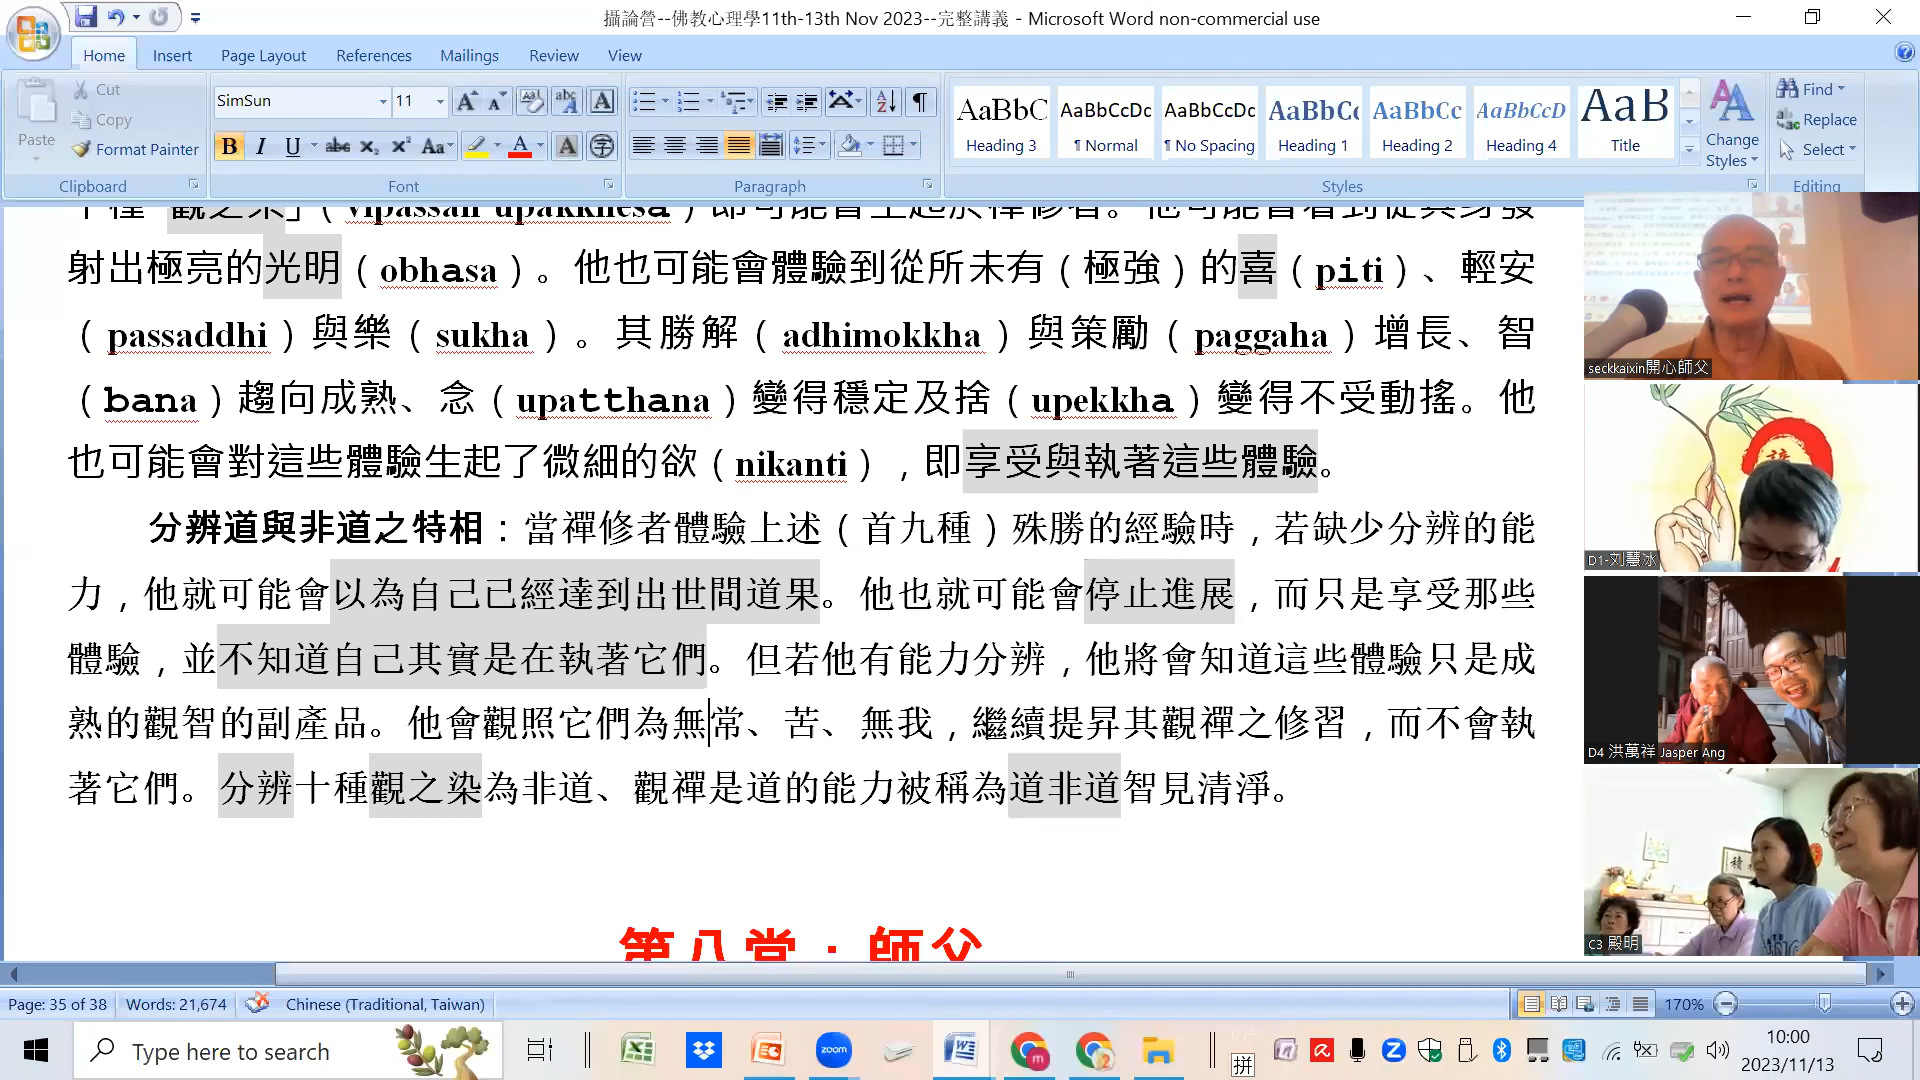 攝論營--佛教心理學11th-13th Nov 2023--完整講義 - Microsoft Word non-commercial use
Home Insert Page Layout References Mailings Review View
Paste Cut Copy Format Painter
SimSun 11
AaBbC AaBbCcDc AaBbCcDc AaBbCc AaBbCc AaBbCcD AaB
Heading 3 ¶ Normal ¶ No Spacing Heading 1 Heading 2 Heading 4 Title
Change Styles
Find
Replace
Select
Clipboard Font Paragraph Styles Editing
射出極亮的光明（obhasa）。他也可能會體驗到從所未有（極強）的喜（piti）、輕安
（passaddhi）與樂（sukha）。其勝解（adhimokkha）與策勵（paggaha）增長、智
（bana）趨向成熟、念（upatthana）變得穩定及捨（upekkha）變得不受動搖。他
也可能會對這些體驗生起了微細的欲（nikanti），即享受與執著這些體驗。
分辨道與非道之特相：當禪修者體驗上述（首九種）殊勝的經驗時，若缺少分辨的能
力，他就可能會以為自己已經達到出世間道果。他也就可能會停止進展，而只是享受那些
體驗，並不知道自己其實是在執著它們。但若他有能力分辨，他將會知道這些體驗只是成
熟的觀智的副產品。他會觀照它們為無常、苦、無我，繼續提昇其觀禪之修習，而不會執
著它們。分辨十種觀之染為非道、觀禪是道的能力被稱為道非道智見清淨。
第八堂：師父
seckkaixin開心師父
D1-刘慧冰
D4 洪萬祥 Jasper Ang
C3 殿明
Page: 35 of 38 Words: 21,674 Chinese (Traditional, Taiwan) 170%
Type here to search
zoom
拼
10:00
2023/11/13